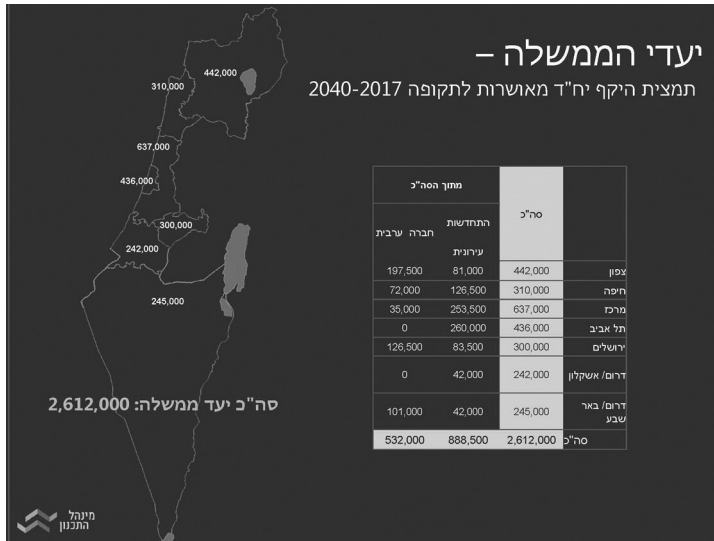 יעדי הממשלה –
תמצית היקף יח"ד מאושרות לתקופה 2040-2017
442,000
310,000
637,000
436,000
300,000
242,000
245,000
סה"כ יעד ממשלה: 2,612,000
סה"כ מתוך הסה"כ
התחדשות עירונית חברה ערבית
צפון 442,000 81,000 197,500
חיפה 310,000 126,500 72,000
מרכז 637,000 253,500 35,000
תל אביב 436,000 260,000 0
ירושלים 300,000 83,500 126,500
דרום/ אשקלון 242,000 42,000 0
דרום/ באר שבע 245,000 42,000 101,000
סה"כ 2,612,000 888,500 532,000
מינהל
התכנון